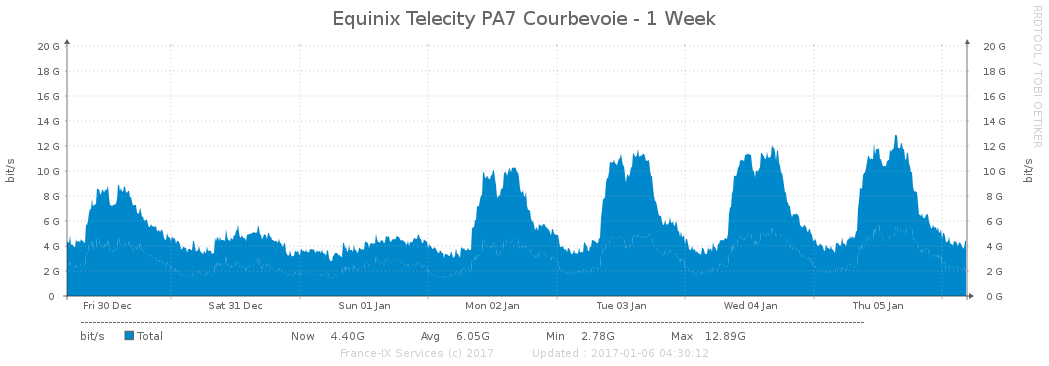 Equinix Telecity PA7 Courbevoie - 1 Week
RRDTOOL / TOBI OETIKER
20 G 20 G
18 G 18 G
16 G 16 G
14 G 14 G
12 G 12 G
10 G 10 G
8 G 8 G
6 G 6 G
4 G 4 G
2 G 2 G
0 0 G
bit/s
bit/s
Fri 30 Dec Sat 31 Dec Sun 01 Jan Mon 02 Jan Tue 03 Jan Wed 04 Jan Thu 05 Jan
bit/s Total Now 4.40G Avg 6.05G Min 2.78G Max 12.89G
France-IX Services (c) 2017 Updated : 2017-01-06 04:30:12